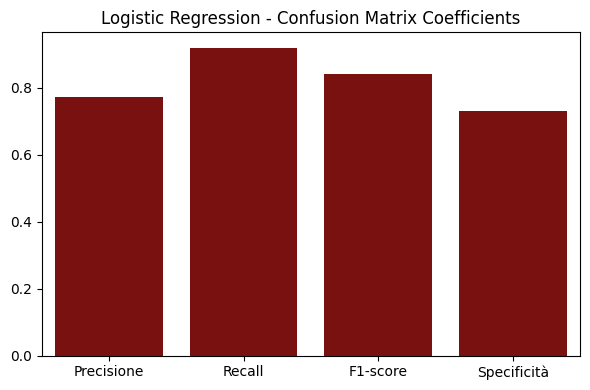 Logistic Regression - Confusion Matrix Coefficients
0.8
0.6
0.4
0.2
0.0
Precisione Recall F1-score Specificità